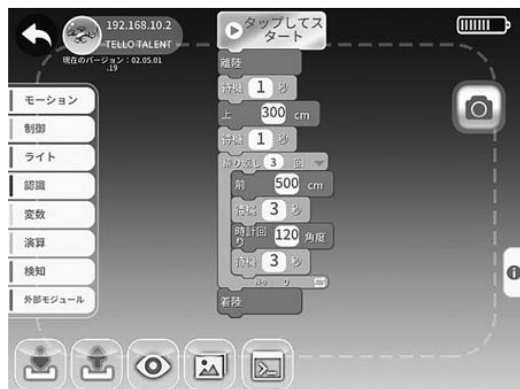 192.168.10.2
TELLO TALENT
現在のバージョン：02.05.01
.19
タップしてス
タート
離陸
待機 1 秒
上 300 cm
待機 1 秒
繰り返し 3 回
前 500 cm
待機 3 秒
時計回
り 120 角度
待機 3 秒
着陸
モーション
制御
ライト
認識
変数
演算
検知
外部モジュール